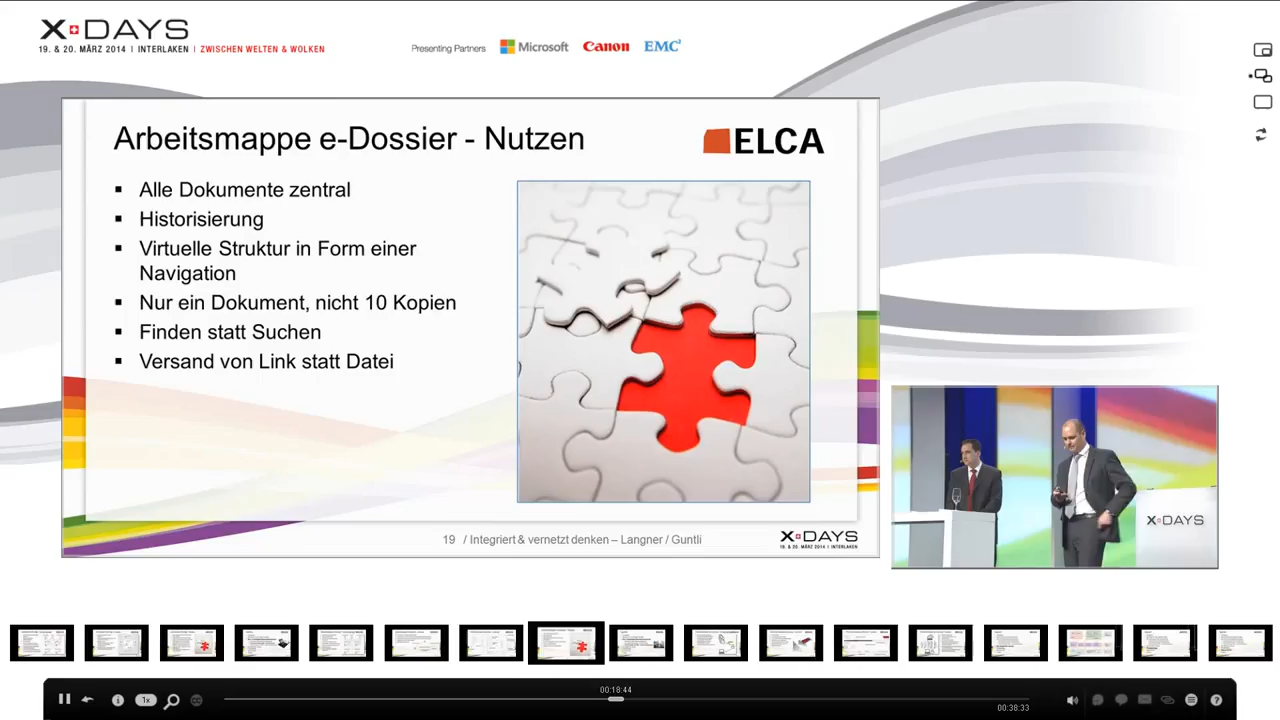 X+DAYS
19. & 20. MÄRZ 2014 | INTERLAKEN | ZWISCHEN WELTEN & WOLKEN
Presenting Partners Microsoft Canon EMC²
Arbeitsmappe e-Dossier - Nutzen
ELCA
▪ Alle Dokumente zentral
▪ Historisierung
▪ Virtuelle Struktur in Form einer
Navigation
▪ Nur ein Dokument, nicht 10 Kopien
▪ Finden statt Suchen
▪ Versand von Link statt Datei
19 / Integriert & vernetzt denken – Langner / Guntli
X+DAYS
19. & 20. MÄRZ 2014 | INTERLAKEN
X+DAYS
1x
00:18:44
00:38:33